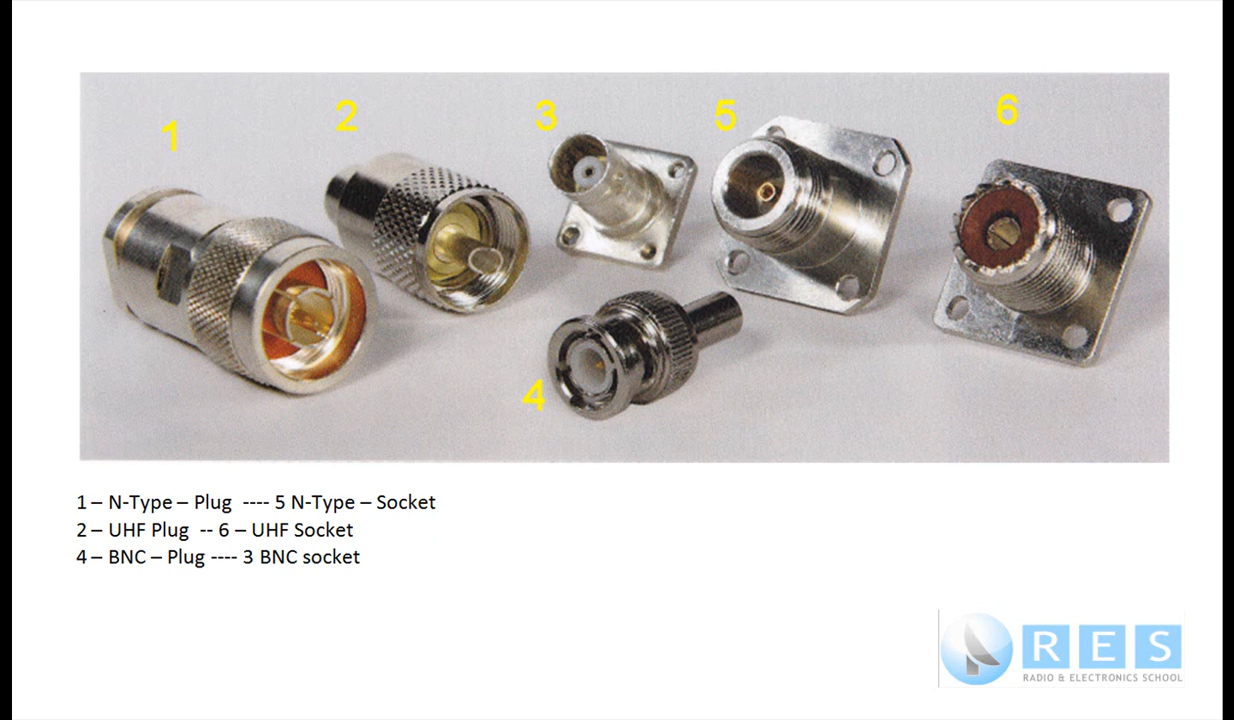 1
2
3
5
6
4
1 – N-Type – Plug ---- 5 N-Type – Socket
2 – UHF Plug -- 6 – UHF Socket
4 – BNC – Plug ---- 3 BNC socket
R E S
RADIO & ELECTRONICS SCHOOL